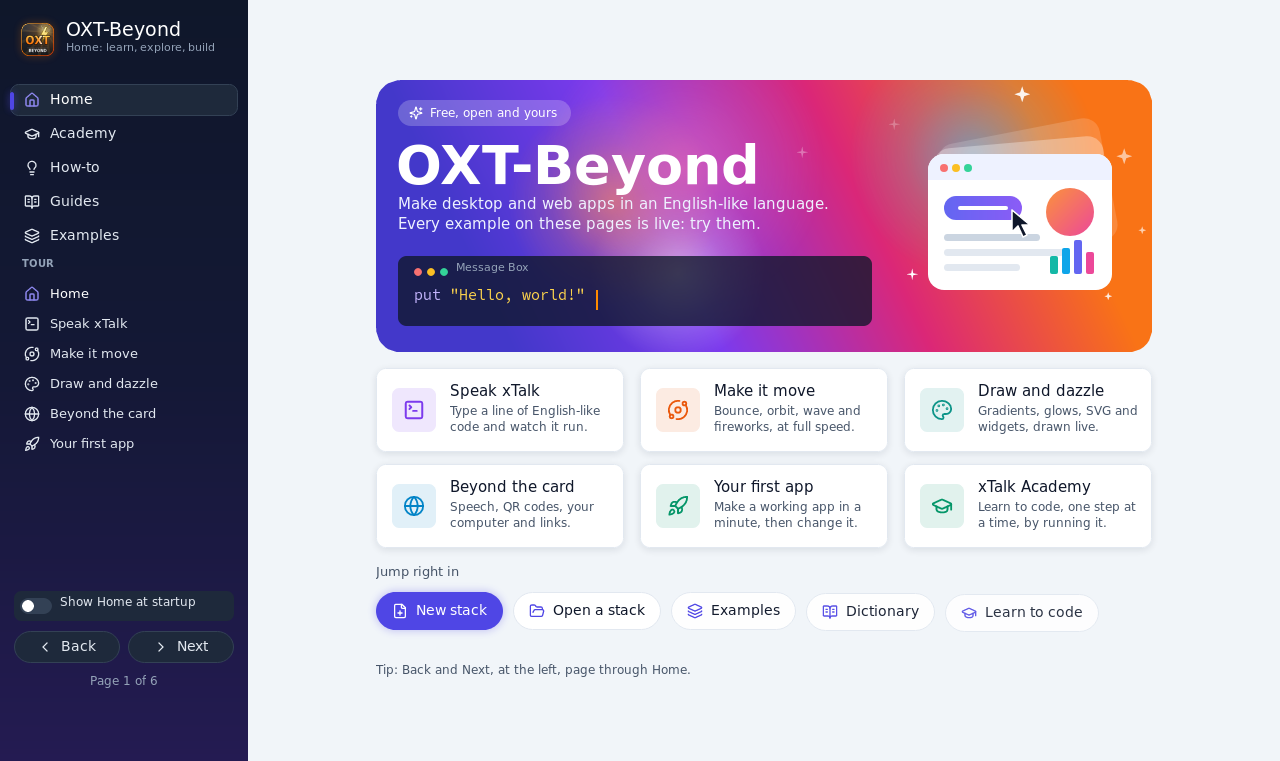 OXT
BEYOND
OXT-Beyond
Home: learn, explore, build
Home
Academy
How-to
Guides
Examples
TOUR
Home
Speak xTalk
Make it move
Draw and dazzle
Beyond the card
Your first app
Show Home at startup
Back
Next
Page 1 of 6
Free, open and yours
OXT-Beyond
Make desktop and web apps in an English-like language.
Every example on these pages is live: try them.
Message Box
put "Hello, world!"
Speak xTalk
Type a line of English-like
code and watch it run.
Make it move
Bounce, orbit, wave and
fireworks, at full speed.
Draw and dazzle
Gradients, glows, SVG and
widgets, drawn live.
Beyond the card
Speech, QR codes, your
computer and links.
Your first app
Make a working app in a
minute, then change it.
xTalk Academy
Learn to code, one step at
a time, by running it.
Jump right in
New stack
Open a stack
Examples
Dictionary
Learn to code
Tip: Back and Next, at the left, page through Home.